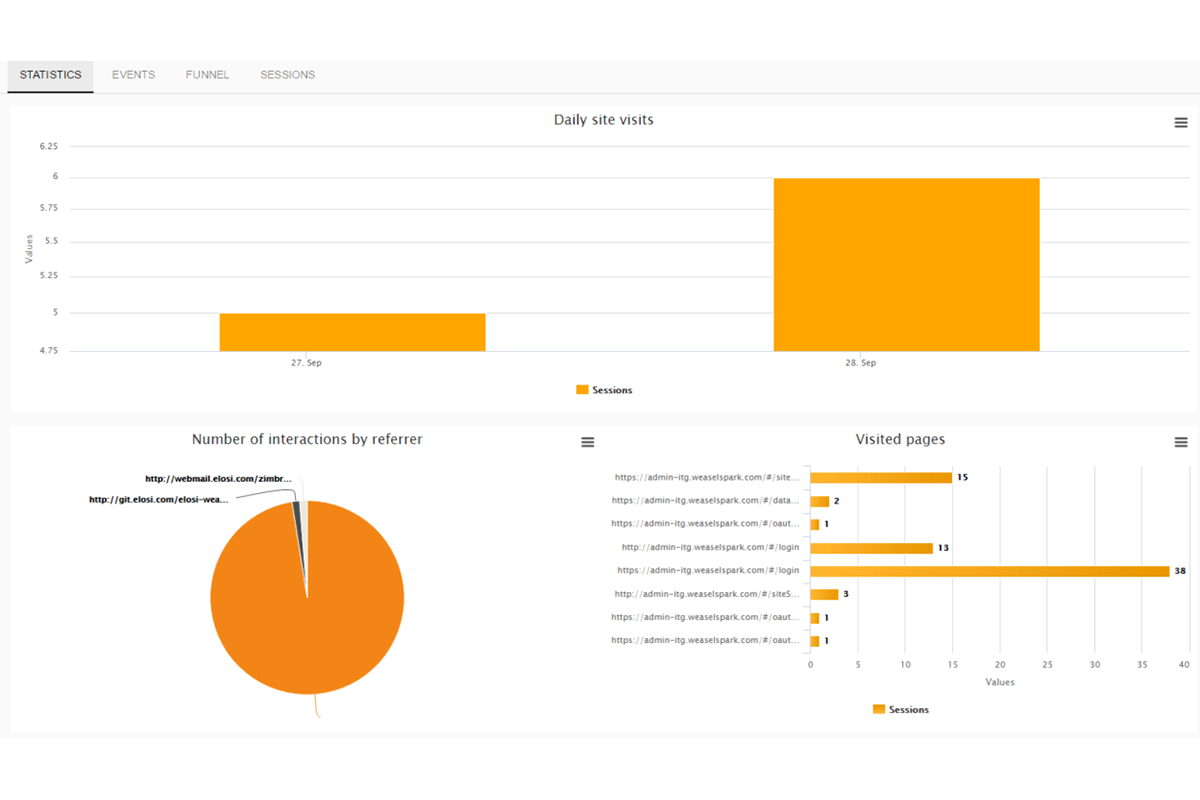 STATISTICS EVENTS FUNNEL SESSIONS
Daily site visits
6.25
6
5.75
5.5
5.25
5
4.75
Values
27. Sep 28. Sep
Sessions
Number of interactions by referrer
http://webmail.elosi.com/zimbr...
http://git.elosi.com/elosi-wea...
Visited pages
https://admin-itg.weaselspark.com/#/site... 15
https://admin-itg.weaselspark.com/#/data... 2
https://admin-itg.weaselspark.com/#/oaut... 1
http://admin-itg.weaselspark.com/#/login 13
https://admin-itg.weaselspark.com/#/login 38
http://admin-itg.weaselspark.com/#/siteS... 3
https://admin-itg.weaselspark.com/#/oaut... 1
https://admin-itg.weaselspark.com/#/oaut... 1
0 5 10 15 20 25 30 35 40
Values
Sessions